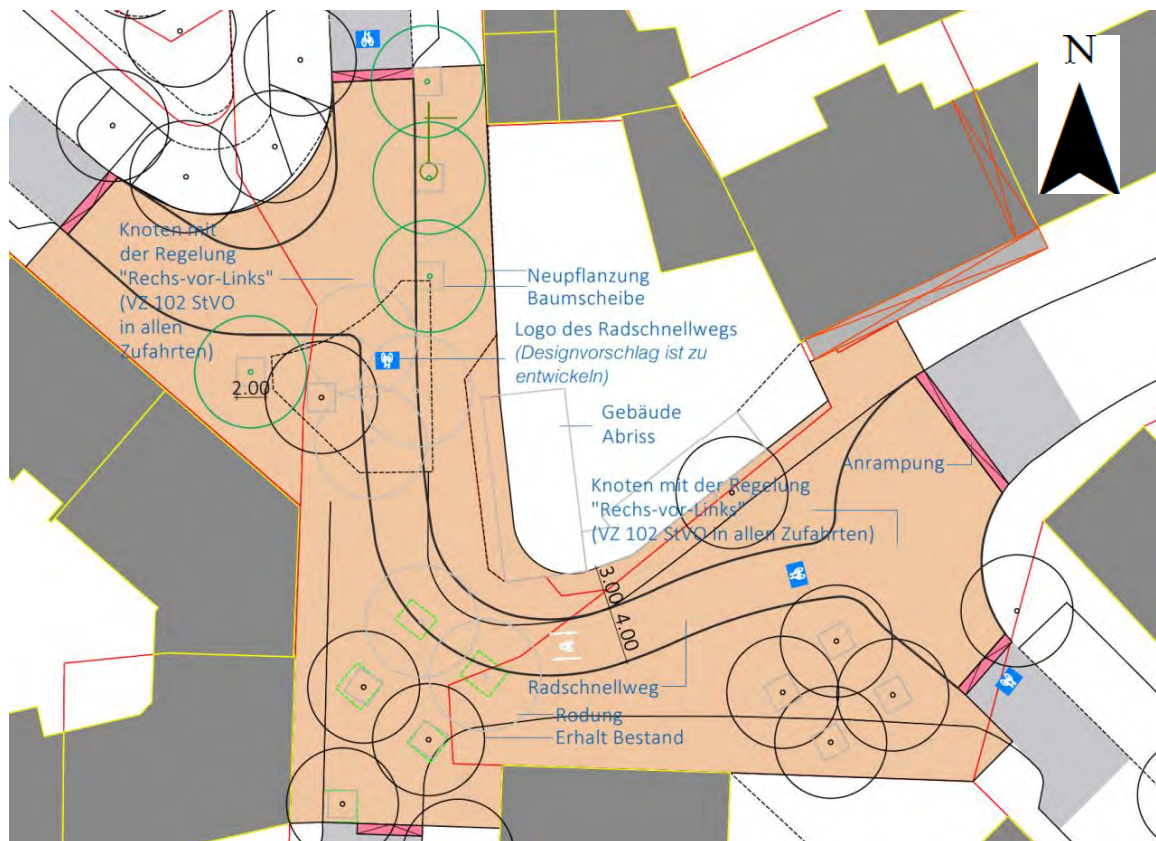 N
Knoten mit
der Regelung
"Rechs-vor-Links"
(VZ 102 StVO
in allen
Zufahrten)
Neupflanzung
Baumscheibe
Logo des Radschnellwegs
(Designvorschlag ist zu
entwickeln)
2.00
Gebäude
Abriss
Anrampung
Knoten mit der Regelung
"Rechs-vor-Links"
(VZ 102 StVO in allen Zufahrten)
3.00
4.00
Radschnellweg
Rodung
Erhalt Bestand